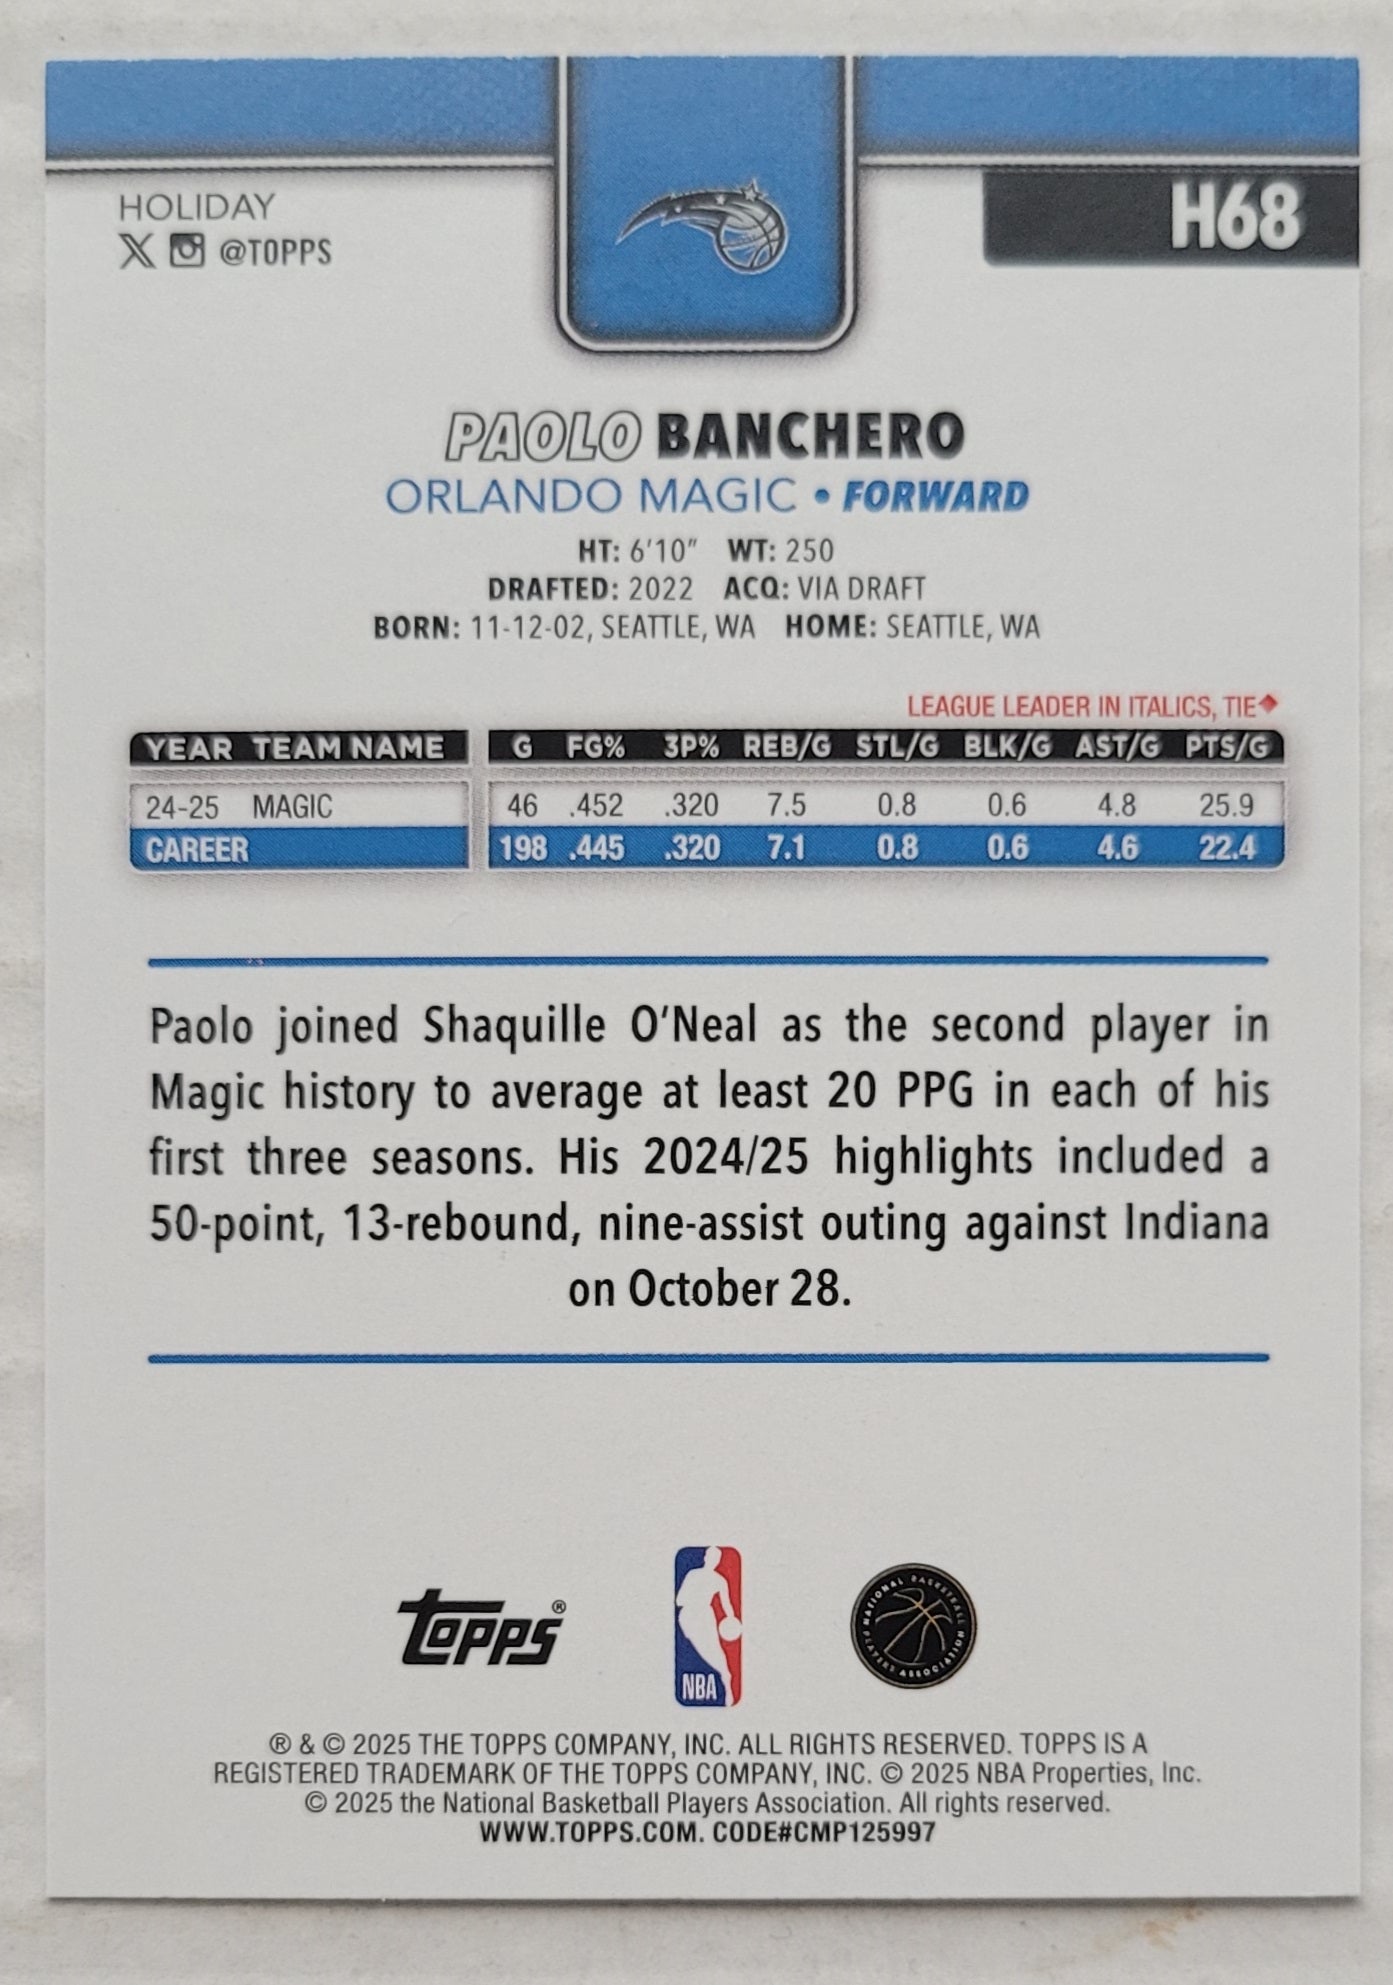 HOLIDAY
H68
@TOPPS
PAOLO BANCHERO
ORLANDO MAGIC • FORWARD
HT: 6'10" WT: 250
DRAFTED: 2022 ACQ: VIA DRAFT
BORN: 11-12-02, SEATTLE, WA HOME: SEATTLE, WA
LEAGUE LEADER IN ITALICS, TIE♦
YEAR TEAM NAME G FG% 3P% REB/G STL/G BLK/G AST/G PTS/G
24-25 MAGIC 46 .452 .320 7.5 0.8 0.6 4.8 25.9
CAREER 198 .445 .320 7.1 0.8 0.6 4.6 22.4
Paolo joined Shaquille O'Neal as the second player in
Magic history to average at least 20 PPG in each of his
first three seasons. His 2024/25 highlights included a
50-point, 13-rebound, nine-assist outing against Indiana
on October 28.
TOPPS®
NBA
NATIONAL BASKETBALL
PLAYERS ASSOCIATION
® & © 2025 THE TOPPS COMPANY, INC. ALL RIGHTS RESERVED. TOPPS IS A
REGISTERED TRADEMARK OF THE TOPPS COMPANY, INC. © 2025 NBA Properties, Inc.
© 2025 the National Basketball Players Association. All rights reserved.
WWW.TOPPS.COM. CODE#CMP125997